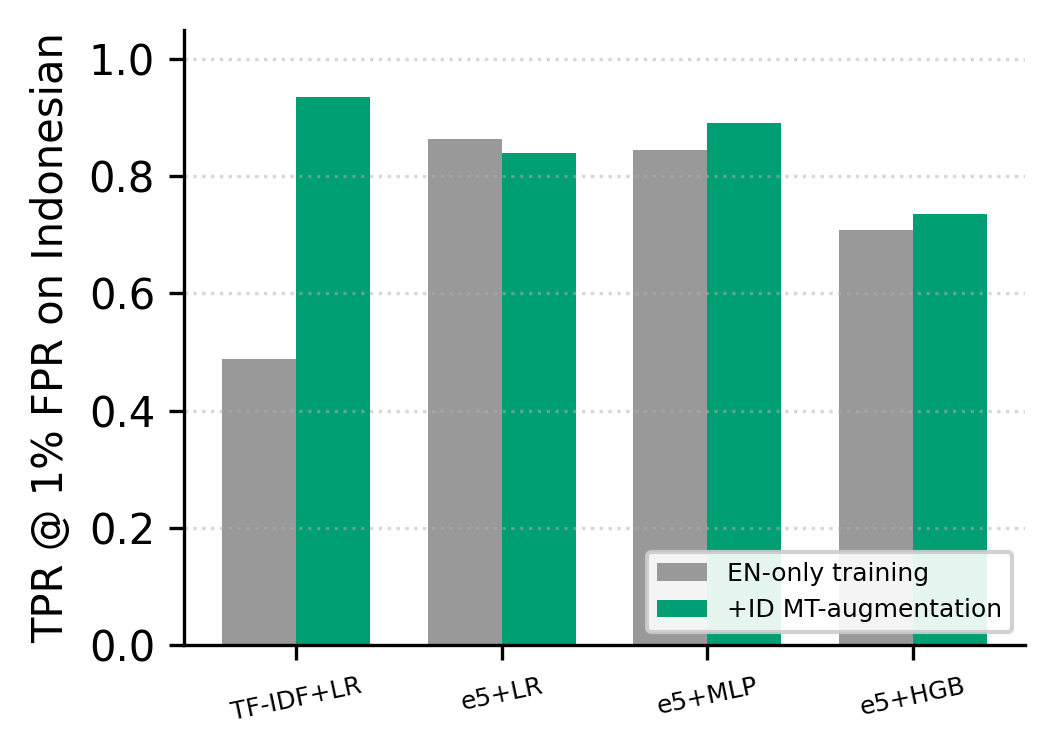 TPR @ 1% FPR on Indonesian
1.0
0.8
0.6
0.4
0.2
0.0
EN-only training
+ID MT-augmentation
TF-IDF+LR
e5+LR
e5+MLP
e5+HGB